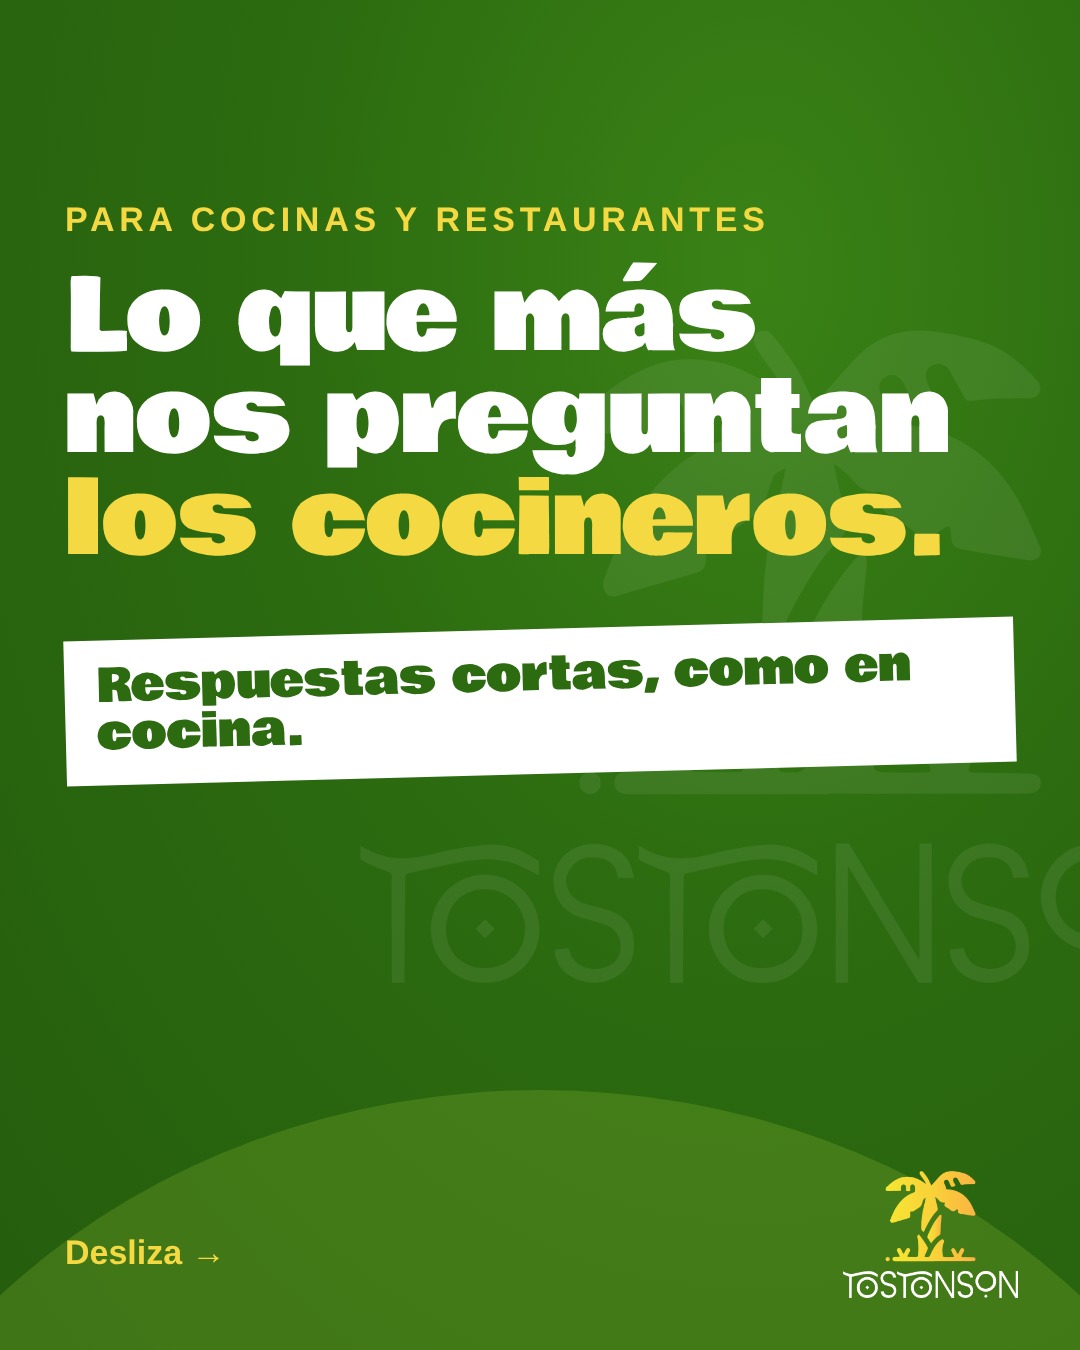 PARA COCINAS Y RESTAURANTES
Lo que más
nos preguntan
los cocineros.
Respuestas cortas, como en
cocina.
TOSTONSO
Desliza →
TOSTONSON